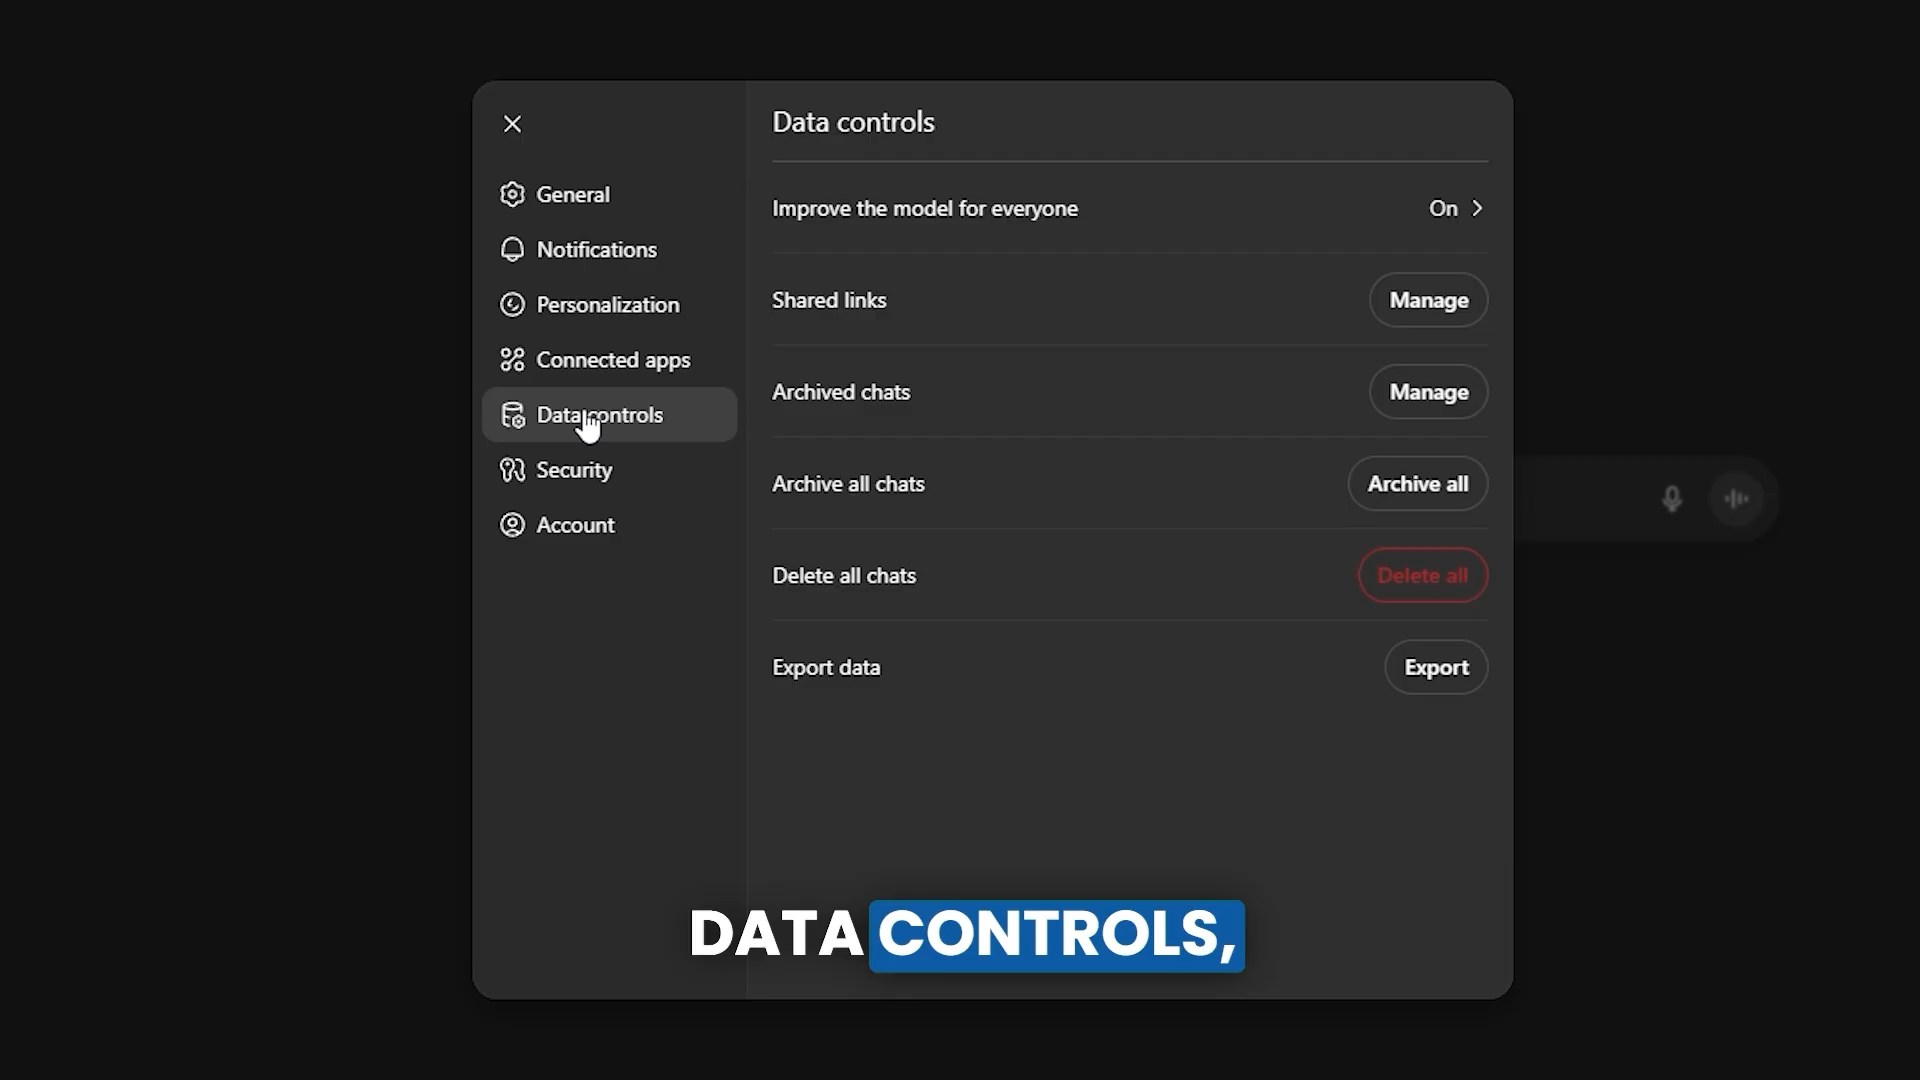 General
Notifications
Personalization
Connected apps
Data controls
Security
Account
Data controls
Improve the model for everyone
On
Shared links
Manage
Archived chats
Manage
Archive all chats
Archive all
Delete all chats
Delete all
Export data
Export
DATA CONTROLS,